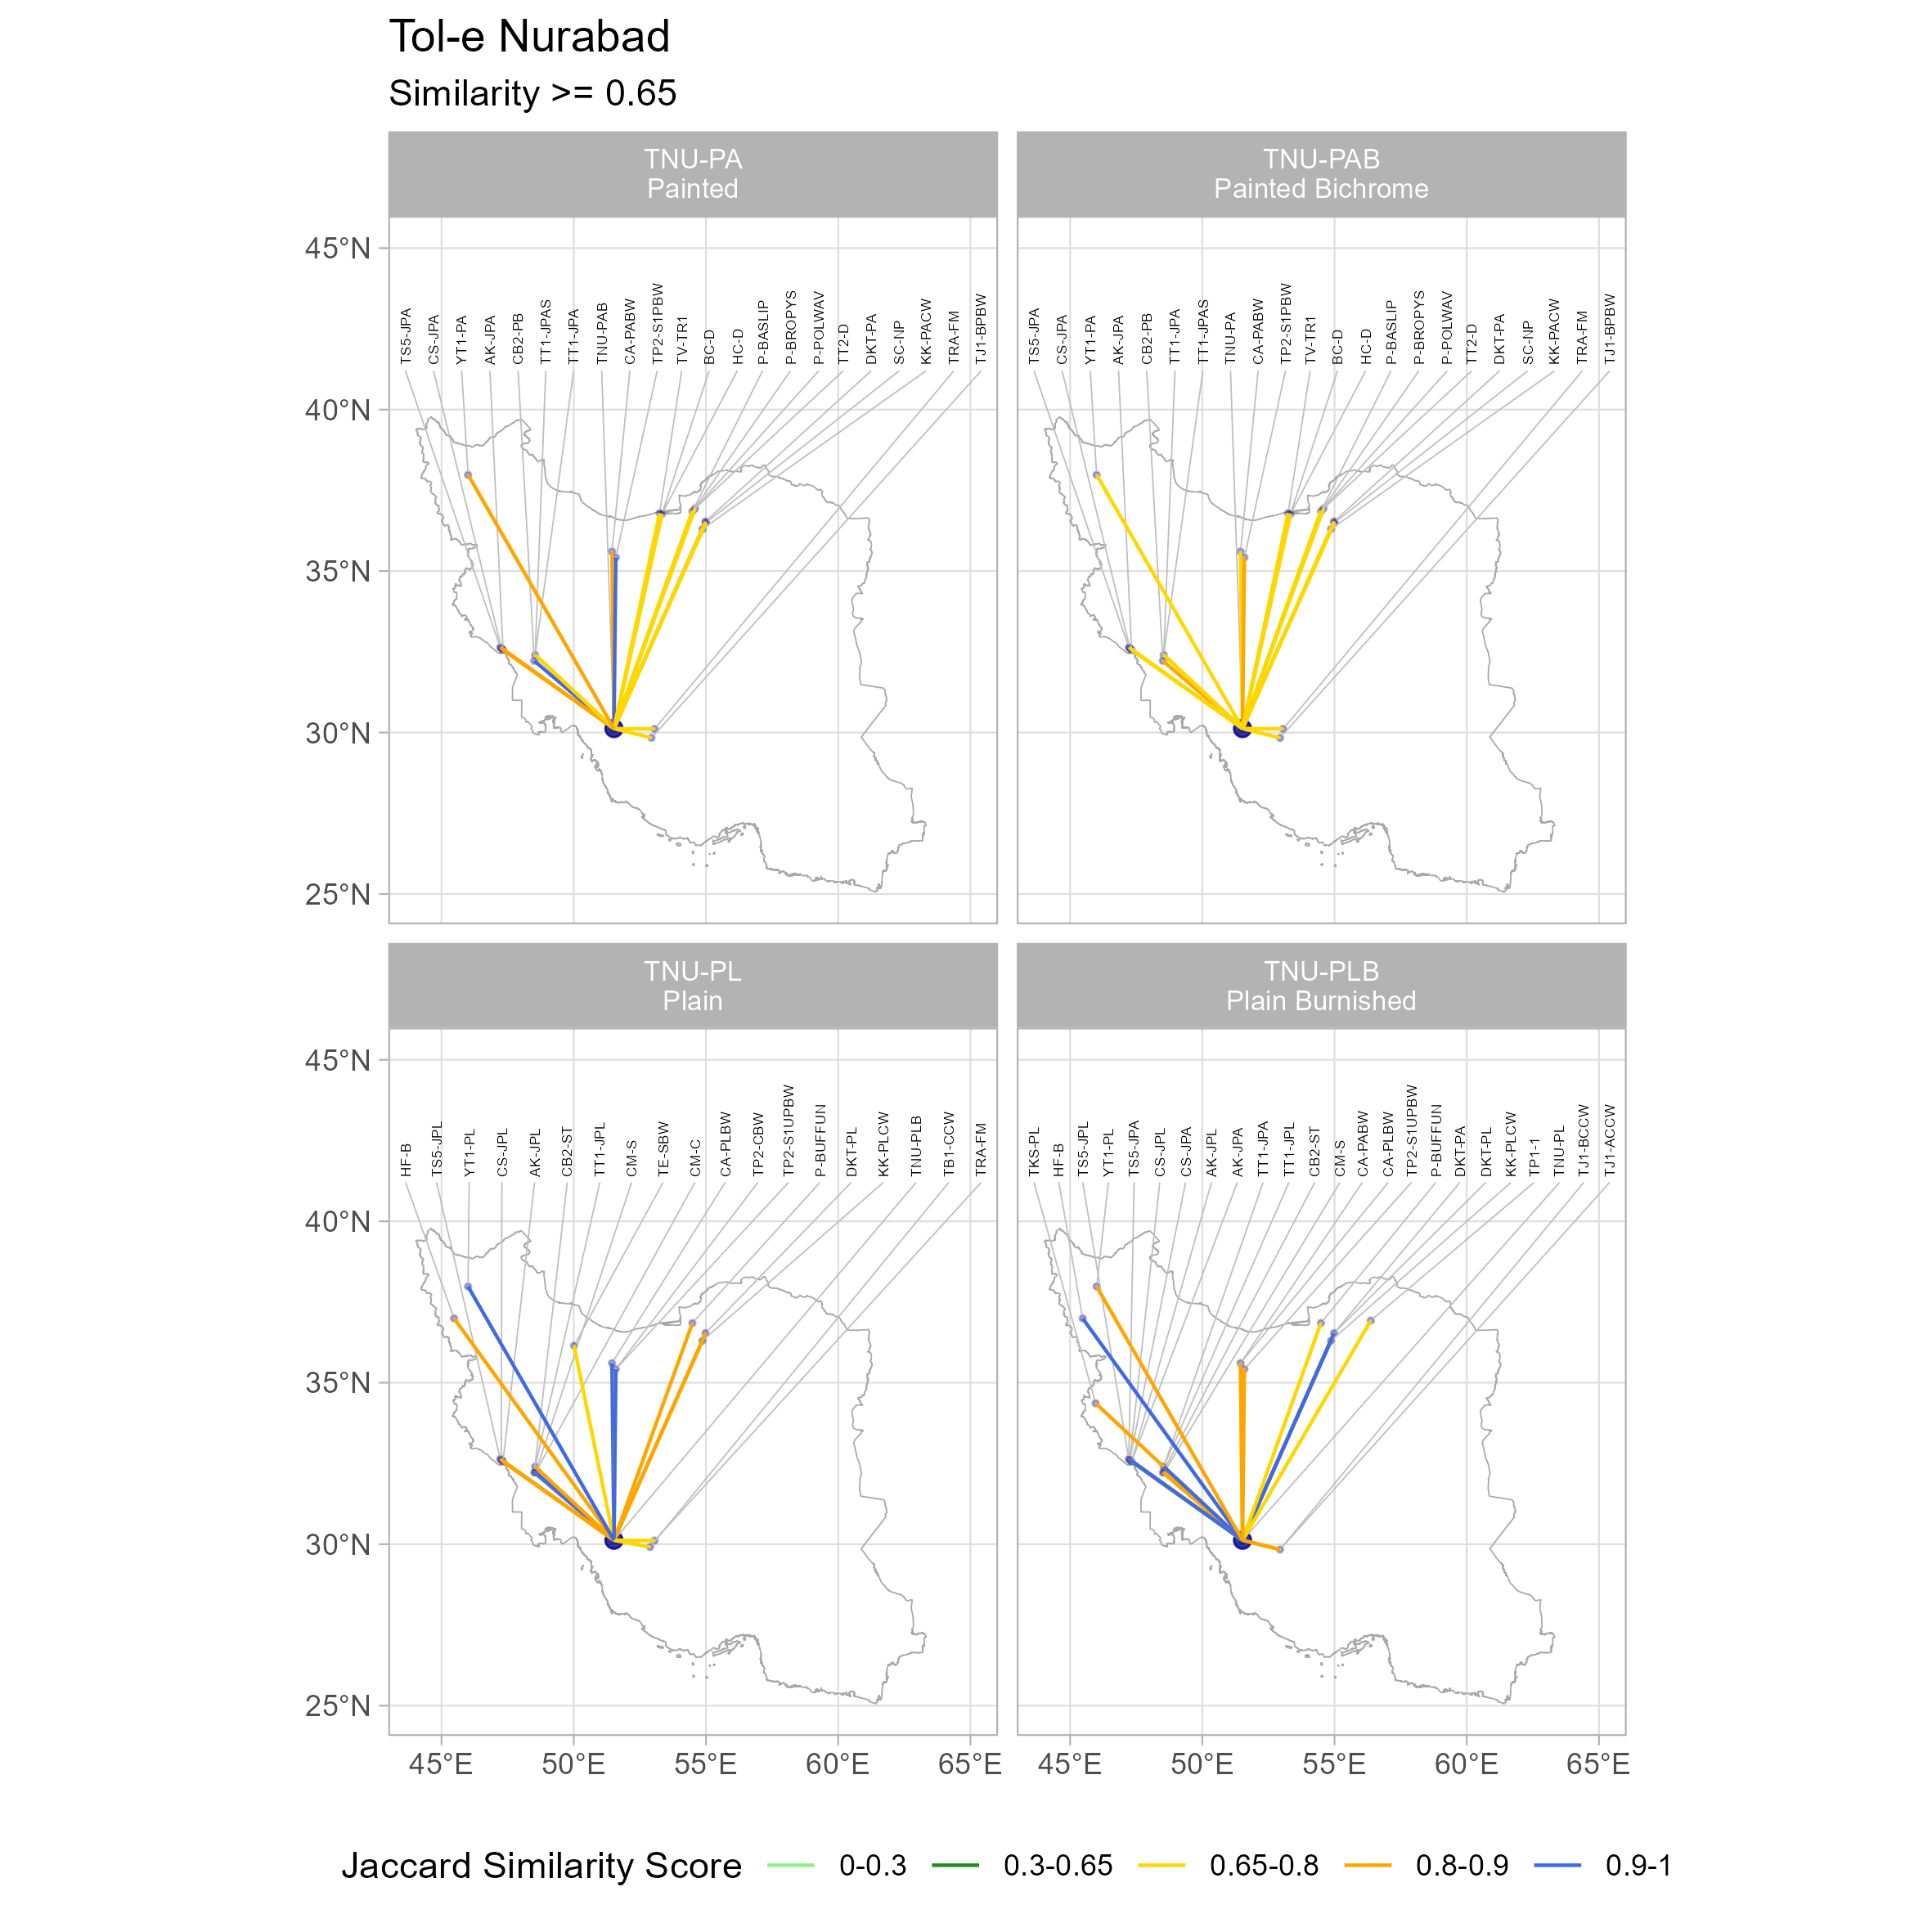 Tol-e Nurabad
Similarity >= 0.65
TNU-PA
Painted
TNU-PAB
Painted Bichrome
45°N
40°N
35°N
30°N
25°N
TS5-JPA
CS-JPA
YT1-PA
AK-JPA
CB2-PB
TT1-JPAS
TT1-JPA
TNU-PAB
CA-PABW
TP2-S1PBW
TV-TR1
BC-D
HC-D
P-BASLIP
P-BROPYS
P-POLWAV
TT2-D
DKT-PA
SC-NP
KK-PACW
TRA-FM
TJ1-BPBW
TS5-JPA
CS-JPA
YT1-PA
AK-JPA
CB2-PB
TT1-JPA
TT1-JPAS
TNU-PA
CA-PABW
TP2-S1PBW
TV-TR1
BC-D
HC-D
P-BASLIP
P-BROPYS
P-POLWAV
TT2-D
DKT-PA
SC-NP
KK-PACW
TRA-FM
TJ1-BPBW
TNU-PL
Plain
TNU-PLB
Plain Burnished
45°N
40°N
35°N
30°N
25°N
HF-B
TS5-JPL
YT1-PL
CS-JPL
AK-JPL
CB2-ST
TT1-JPL
CM-S
TE-SBW
CM-C
CA-PLBW
TP2-CBW
TP2-S1UPBW
P-BUFFUN
DKT-PL
KK-PLCW
TNU-PLB
TB1-CCW
TRA-FM
TKS-PL
HF-B
TS5-JPL
YT1-PL
TS5-JPA
CS-JPL
CS-JPA
AK-JPL
AK-JPA
TT1-JPA
TT1-JPL
CB2-ST
CM-S
CA-PABW
CA-PLBW
TP2-S1UPBW
P-BUFFUN
DKT-PA
DKT-PL
KK-PLCW
TP1-1
TNU-PL
TJ1-BCCW
TJ1-ACCW
45°E 50°E 55°E 60°E 65°E
45°E 50°E 55°E 60°E 65°E
Jaccard Similarity Score 0-0.3 0.3-0.65 0.65-0.8 0.8-0.9 0.9-1